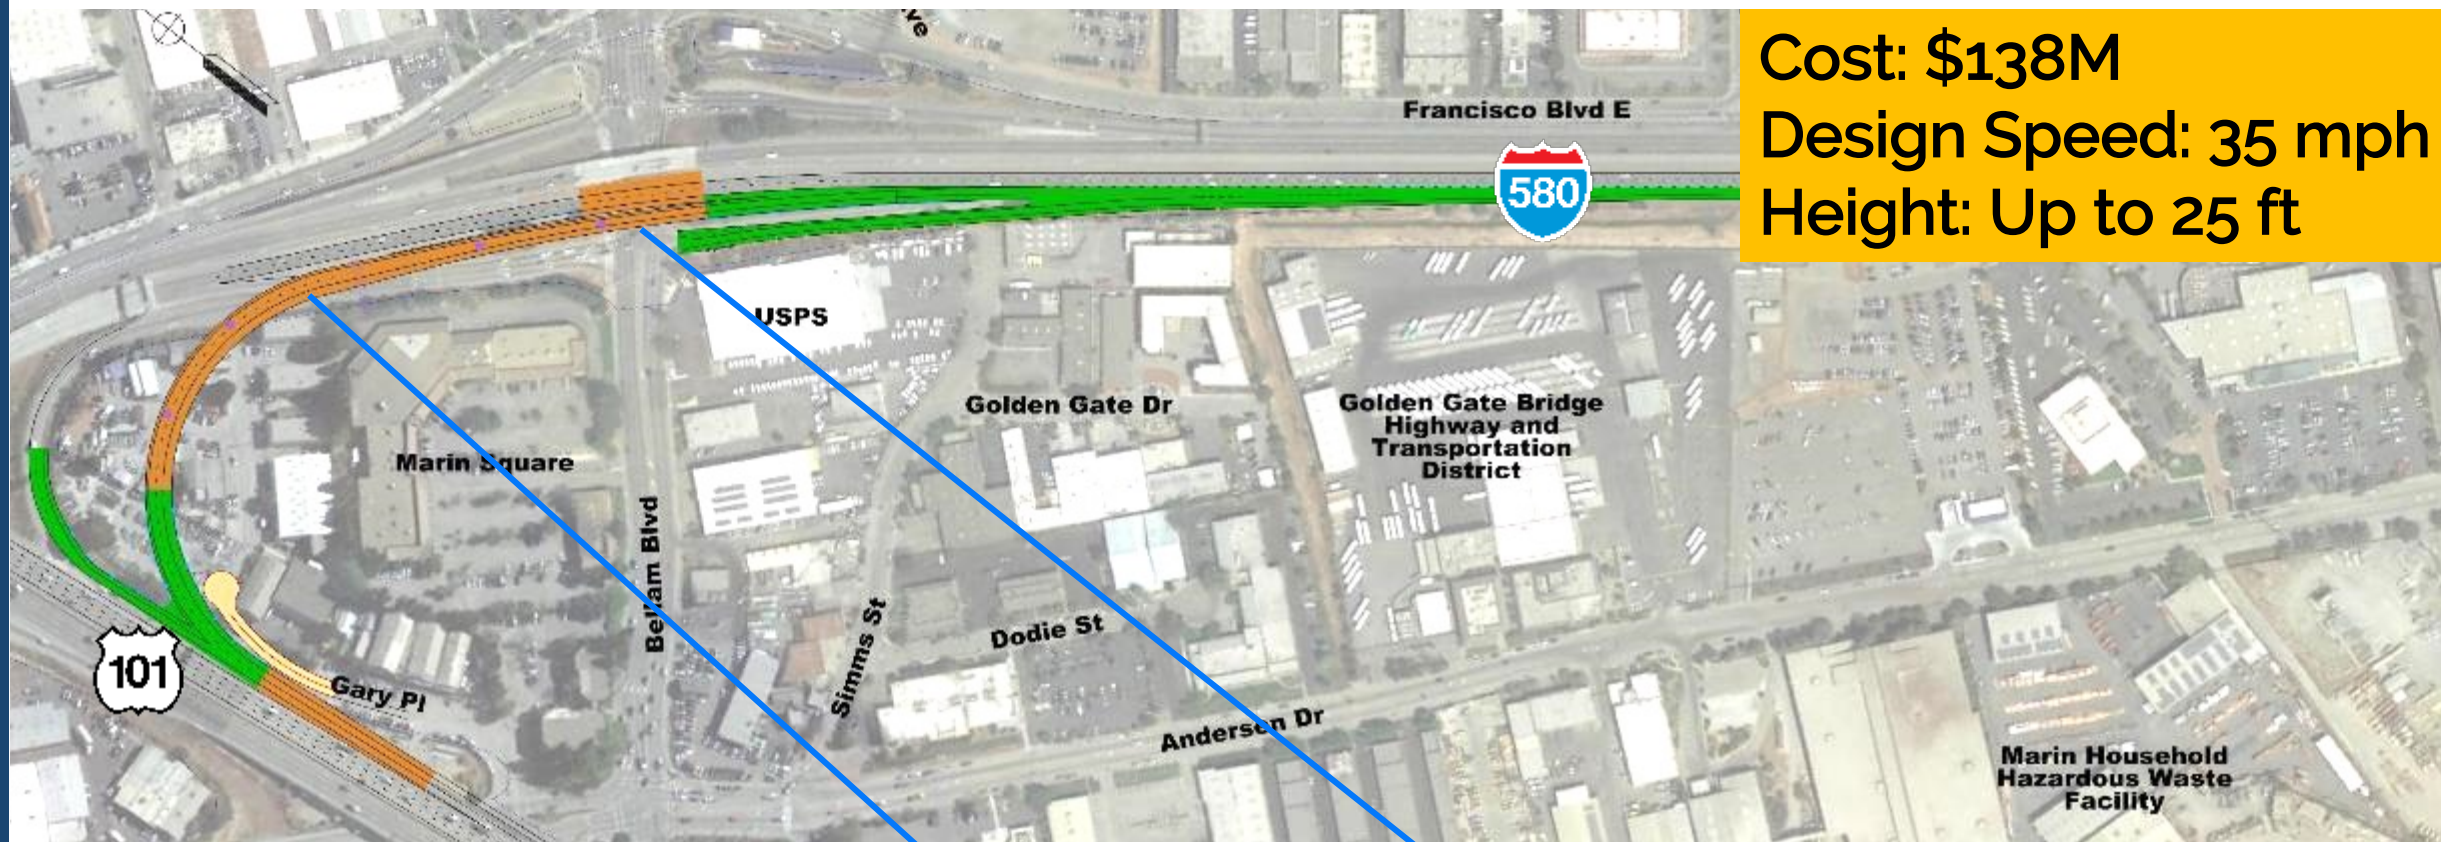 ve
Cost: $138M
Design Speed: 35 mph
Height: Up to 25 ft
Francisco Blvd E
580
USPS
Golden Gate Dr
Golden Gate Bridge
Highway and
Transportation
District
Marin Square
Bellam Blvd
Simms St
Dodie St
101
Gary Pl
Anderson Dr
Marin Household
Hazardous Waste
Facility